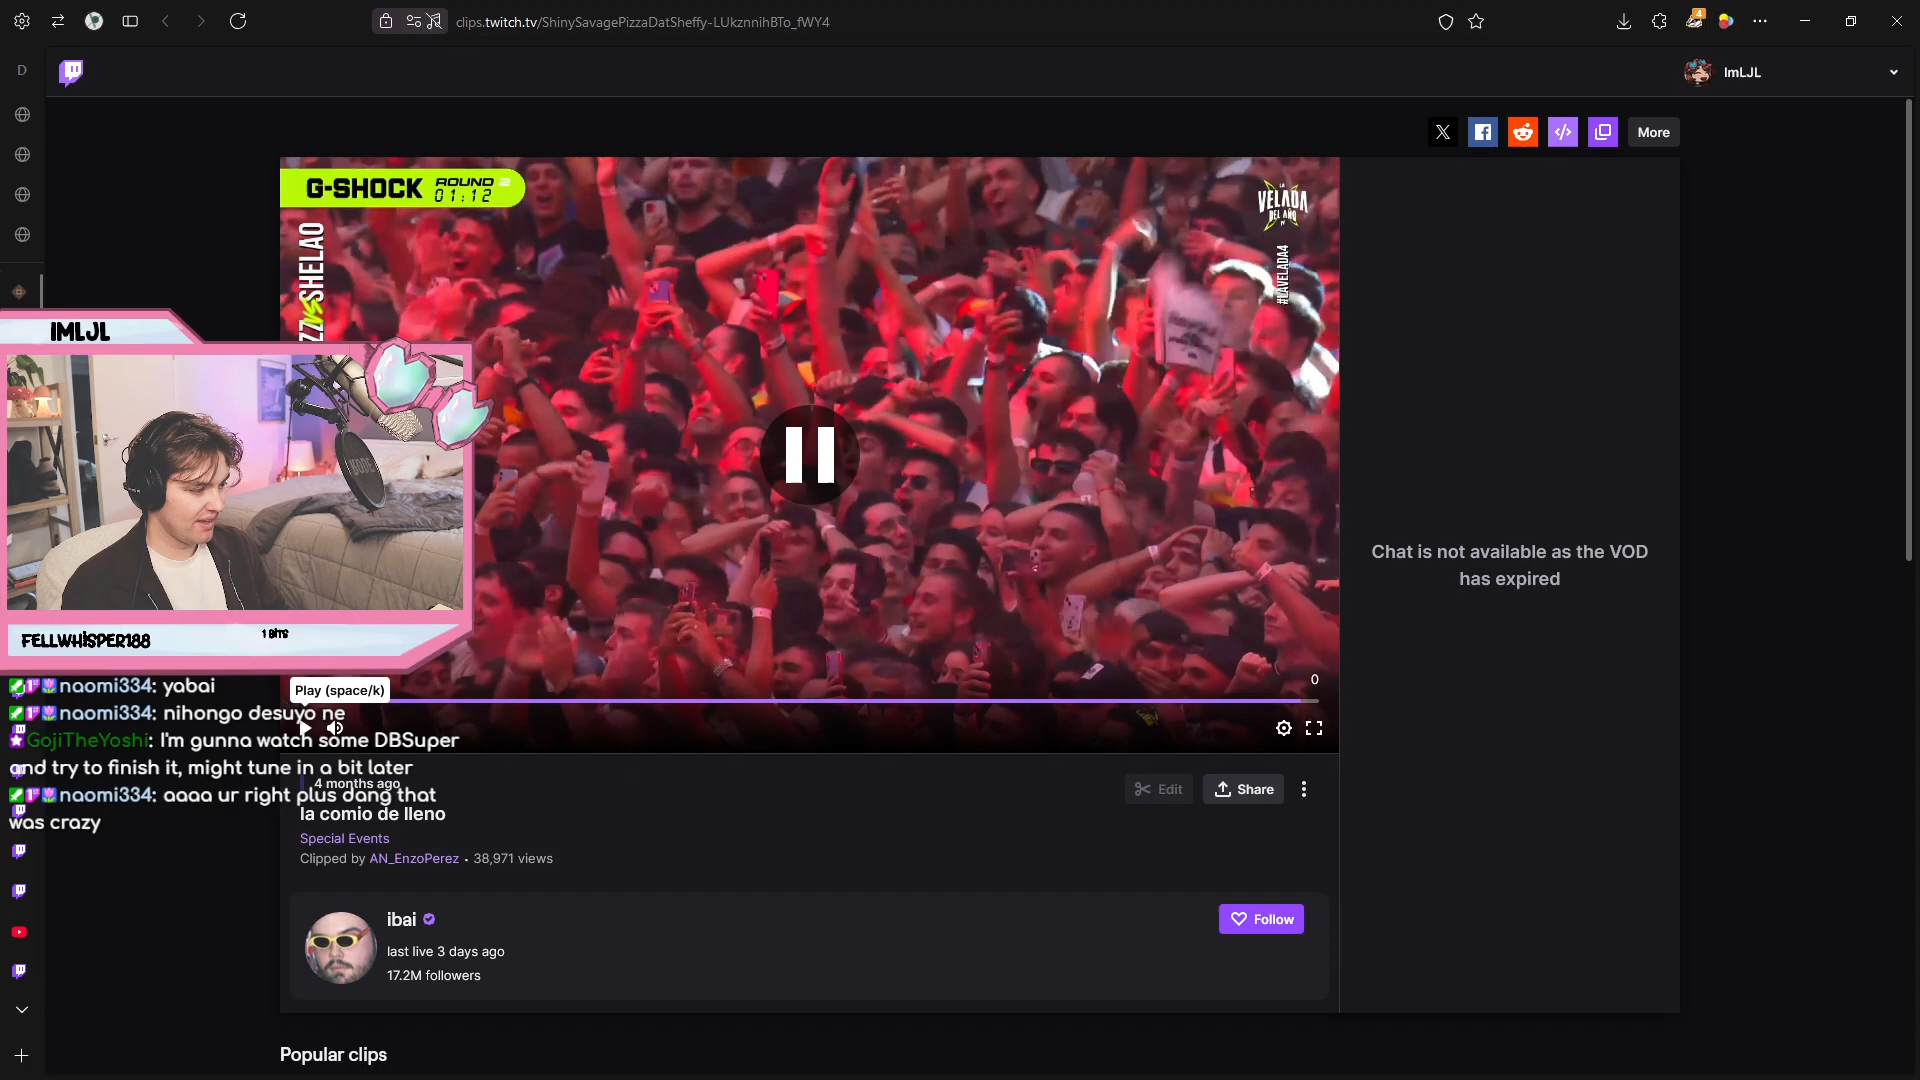 clips.twitch.tv/ShinySavagePizzaDatSheffy-LUkznnihBTo_fWY4
4
D
ImLJL
More
G-SHOCK ROUND 2
01:12
LA
VELADA
DEL AÑO
IV
#LAVELADA4
ZZ VS SHELAO
IMLJL
KODE
Chat is not available as the VOD
has expired
FELLWHISPER188 1 BITS
0
Play (space/k)
naomi334: yabai
naomi334: nihongo desuyo ne
GojiTheYoshi: I'm gunna watch some DBSuper
and try to finish it, might tune in a bit later
naomi334: aaaa ur right plus dang that
was crazy
4 months ago
la comio de lleno
Special Events
Clipped by AN_EnzoPerez • 38,971 views
Edit
Share
ibai
last live 3 days ago
17.2M followers
Follow
Popular clips